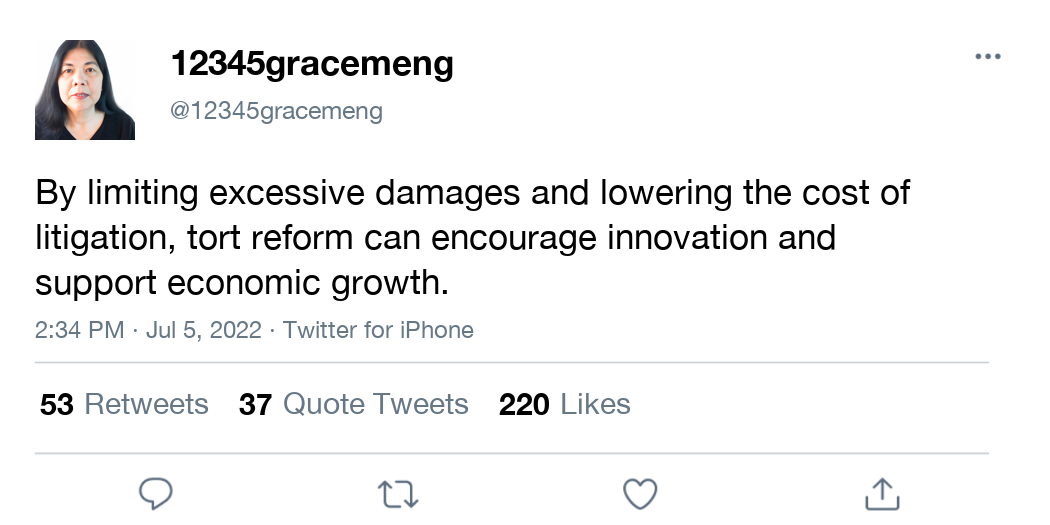 12345gracemeng
@12345gracemeng
By limiting excessive damages and lowering the cost of
litigation, tort reform can encourage innovation and
support economic growth.
2:34 PM · Jul 5, 2022 · Twitter for iPhone
53 Retweets 37 Quote Tweets 220 Likes